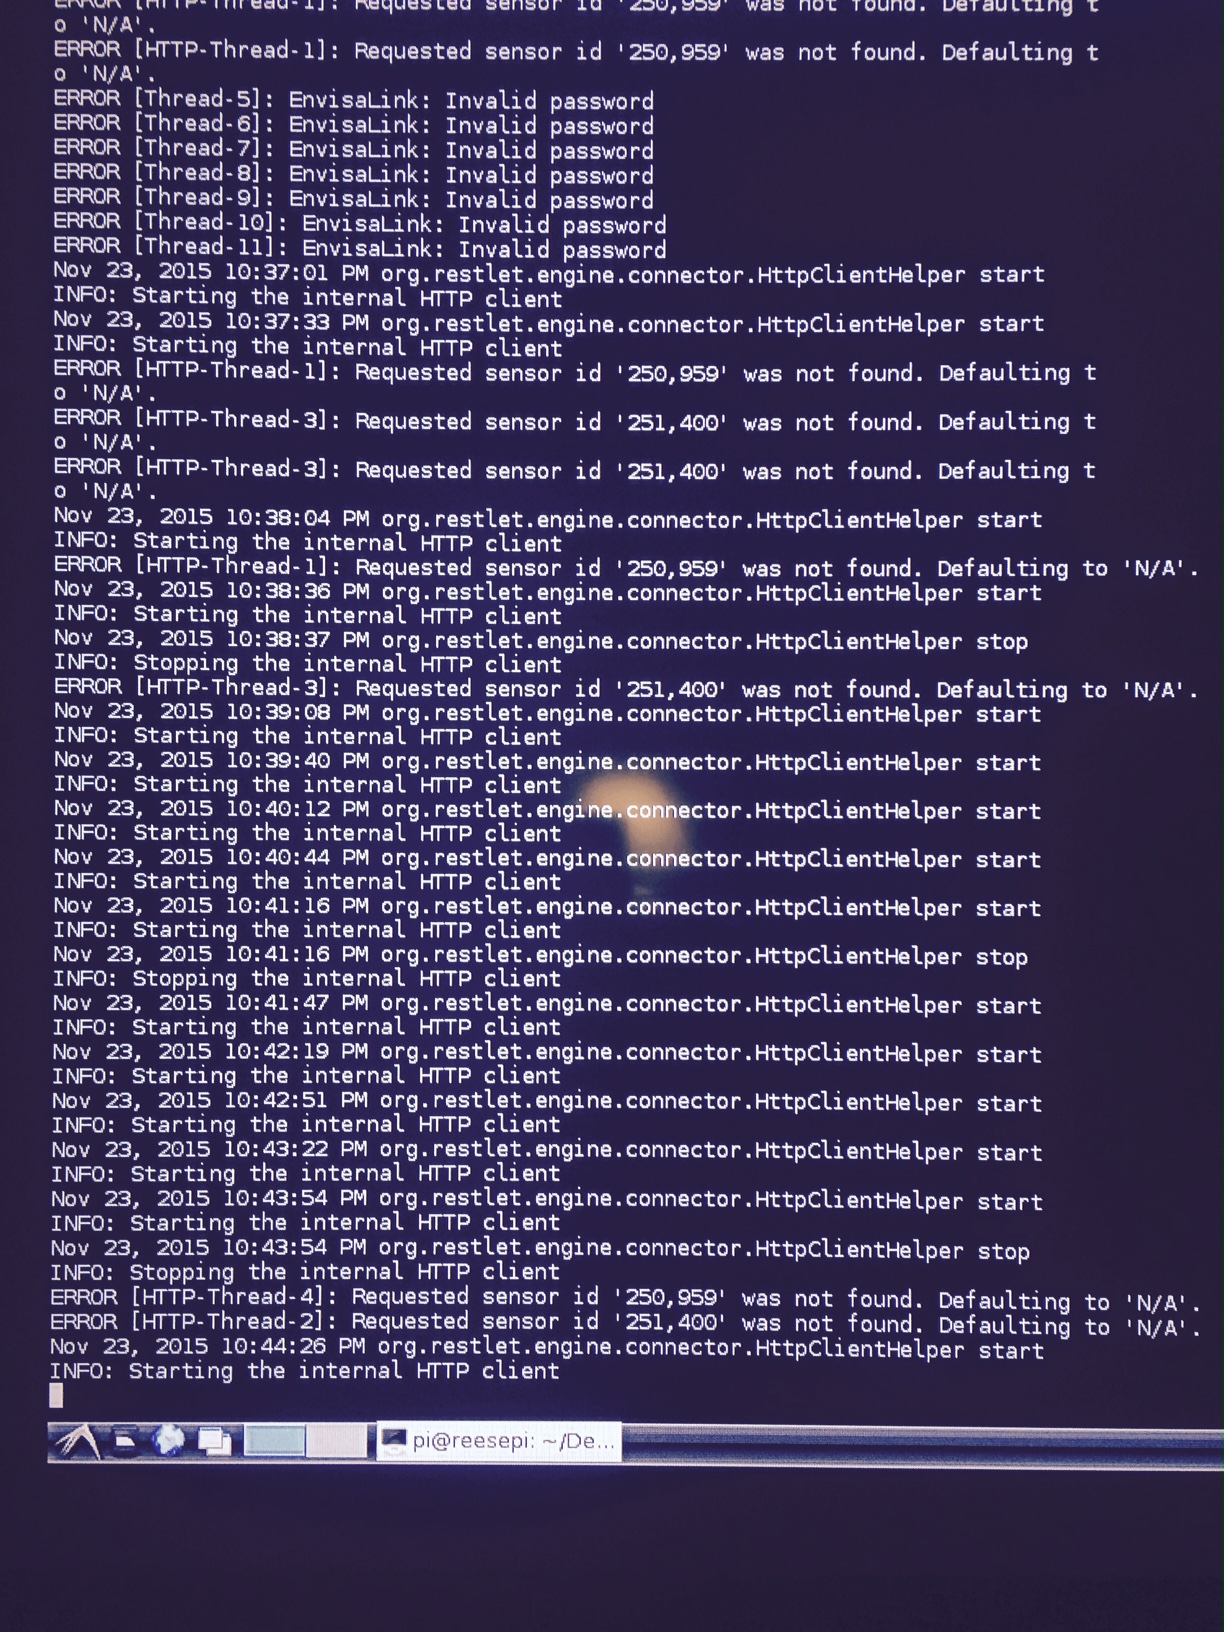 ERROR [HTTP-Thread-1]: Requested sensor id '250,959' was not found. Defaulting t
o 'N/A'.
ERROR [HTTP-Thread-1]: Requested sensor id '250,959' was not found. Defaulting t
o 'N/A'.
ERROR [Thread-5]: EnvisaLink: Invalid password
ERROR [Thread-6]: EnvisaLink: Invalid password
ERROR [Thread-7]: EnvisaLink: Invalid password
ERROR [Thread-8]: EnvisaLink: Invalid password
ERROR [Thread-9]: EnvisaLink: Invalid password
ERROR [Thread-10]: EnvisaLink: Invalid password
ERROR [Thread-11]: EnvisaLink: Invalid password
Nov 23, 2015 10:37:01 PM org.restlet.engine.connector.HttpClientHelper start
INFO: Starting the internal HTTP client
Nov 23, 2015 10:37:33 PM org.restlet.engine.connector.HttpClientHelper start
INFO: Starting the internal HTTP client
ERROR [HTTP-Thread-1]: Requested sensor id '250,959' was not found. Defaulting t
o 'N/A'.
ERROR [HTTP-Thread-3]: Requested sensor id '251,400' was not found. Defaulting t
o 'N/A'.
ERROR [HTTP-Thread-3]: Requested sensor id '251,400' was not found. Defaulting t
o 'N/A'.
Nov 23, 2015 10:38:04 PM org.restlet.engine.connector.HttpClientHelper start
INFO: Starting the internal HTTP client
ERROR [HTTP-Thread-1]: Requested sensor id '250,959' was not found. Defaulting to 'N/A'.
Nov 23, 2015 10:38:36 PM org.restlet.engine.connector.HttpClientHelper start
INFO: Starting the internal HTTP client
Nov 23, 2015 10:38:37 PM org.restlet.engine.connector.HttpClientHelper stop
INFO: Stopping the internal HTTP client
ERROR [HTTP-Thread-3]: Requested sensor id '251,400' was not found. Defaulting to 'N/A'.
Nov 23, 2015 10:39:08 PM org.restlet.engine.connector.HttpClientHelper start
INFO: Starting the internal HTTP client
Nov 23, 2015 10:39:40 PM org.restlet.engine.connector.HttpClientHelper start
INFO: Starting the internal HTTP client
Nov 23, 2015 10:40:12 PM org.restlet.engine.connector.HttpClientHelper start
INFO: Starting the internal HTTP client
Nov 23, 2015 10:40:44 PM org.restlet.engine.connector.HttpClientHelper start
INFO: Starting the internal HTTP client
Nov 23, 2015 10:41:16 PM org.restlet.engine.connector.HttpClientHelper start
INFO: Starting the internal HTTP client
Nov 23, 2015 10:41:16 PM org.restlet.engine.connector.HttpClientHelper stop
INFO: Stopping the internal HTTP client
Nov 23, 2015 10:41:47 PM org.restlet.engine.connector.HttpClientHelper start
INFO: Starting the internal HTTP client
Nov 23, 2015 10:42:19 PM org.restlet.engine.connector.HttpClientHelper start
INFO: Starting the internal HTTP client
Nov 23, 2015 10:42:51 PM org.restlet.engine.connector.HttpClientHelper start
INFO: Starting the internal HTTP client
Nov 23, 2015 10:43:22 PM org.restlet.engine.connector.HttpClientHelper start
INFO: Starting the internal HTTP client
Nov 23, 2015 10:43:54 PM org.restlet.engine.connector.HttpClientHelper start
INFO: Starting the internal HTTP client
Nov 23, 2015 10:43:54 PM org.restlet.engine.connector.HttpClientHelper stop
INFO: Stopping the internal HTTP client
ERROR [HTTP-Thread-4]: Requested sensor id '250,959' was not found. Defaulting to 'N/A'.
ERROR [HTTP-Thread-2]: Requested sensor id '251,400' was not found. Defaulting to 'N/A'.
Nov 23, 2015 10:44:26 PM org.restlet.engine.connector.HttpClientHelper start
INFO: Starting the internal HTTP client
pi@reesepi: ~/De...